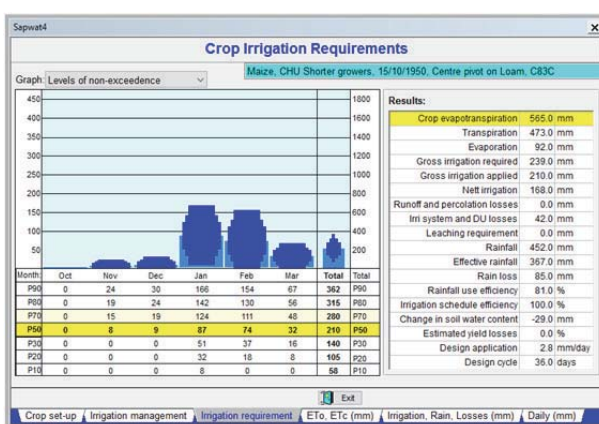 Sapwat4
Crop Irrigation Requirements
Maize, CHU Shorter growers, 15/10/1950, Centre pivot on Loam, C83C
Graph: Levels of non-exceedence
450 1800
400 1600
350 1400
300 1200
250 1000
200 800
150 600
100 400
50 200
Month: Oct Nov Dec Jan Feb Mar Total Total
P90 0 24 30 166 154 67 362 P90
P80 0 19 24 142 130 56 315 P80
P70 0 15 19 124 111 48 280 P70
P50 0 8 9 87 74 32 210 P50
P30 0 0 0 51 37 16 140 P30
P20 0 0 0 32 18 8 105 P20
P10 0 0 0 8 0 0 58 P10
Results:
Crop evapotranspiration 565.0 mm
Transpiration 473.0 mm
Evaporation 92.0 mm
Gross irrigation required 239.0 mm
Gross irrigation applied 210.0 mm
Nett irrigation 168.0 mm
Runoff and percolation losses 0.0 mm
Irri system and DU losses 42.0 mm
Leaching requirement 0.0 mm
Rainfall 452.0 mm
Effective rainfall 367.0 mm
Rain loss 85.0 mm
Rainfall use efficiency 81.0 %
Irrigation schedule efficiency 100.0 %
Change in soil water content -29.0 mm
Estimated yield losses 0.0 %
Design application 2.8 mm/day
Design cycle 36.0 days
Exit
Crop set-up Irrigation management Irrigation requirement ETo, ETc (mm) Irrigation, Rain, Losses (mm) Daily (mm)